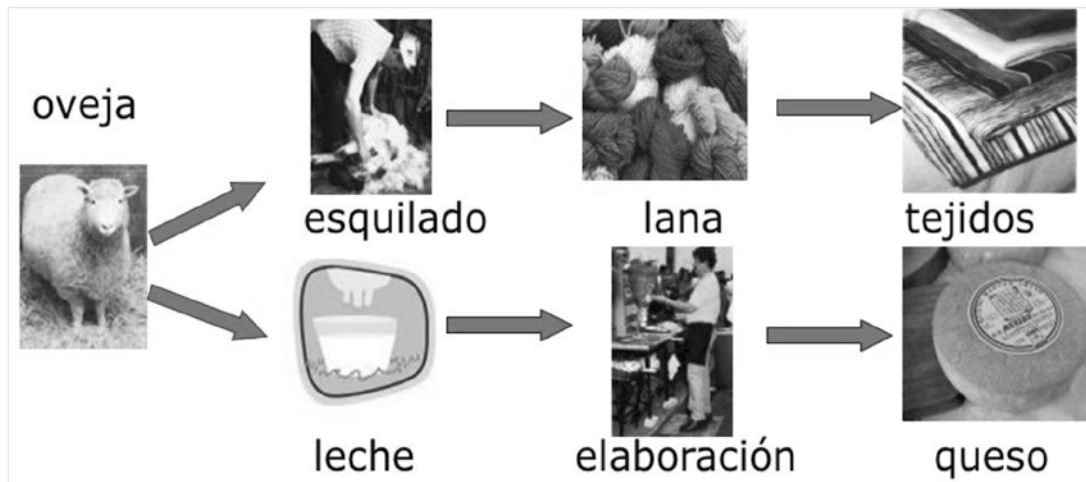 oveja
esquilado
lana
tejidos
leche
elaboración
queso